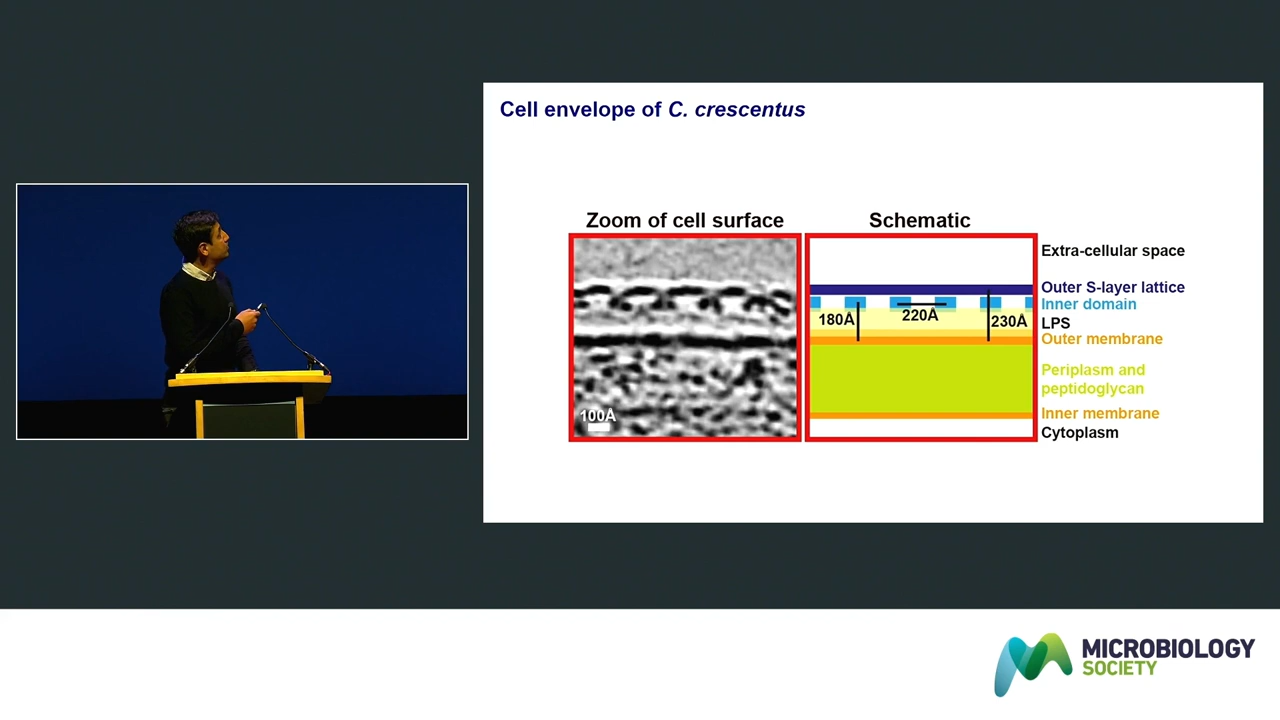 Cell envelope of C. crescentus
Zoom of cell surface
Schematic
100Å
180Å
220Å
230Å
Extra-cellular space
Outer S-layer lattice
Inner domain
LPS
Outer membrane
Periplasm and
peptidoglycan
Inner membrane
Cytoplasm
MICROBIOLOGY
SOCIETY